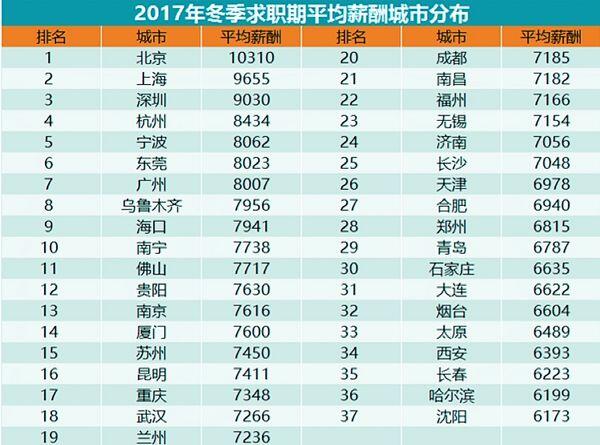 2017年冬季求职期平均薪酬城市分布
排名 城市 平均薪酬 排名 城市 平均薪酬
1 北京 10310 20 成都 7185
2 上海 9655 21 南昌 7182
3 深圳 9030 22 福州 7166
4 杭州 8434 23 无锡 7154
5 宁波 8062 24 济南 7056
6 东莞 8023 25 长沙 7048
7 广州 8007 26 天津 6978
8 乌鲁木齐 7956 27 合肥 6940
9 海口 7941 28 郑州 6815
10 南宁 7738 29 青岛 6787
11 佛山 7717 30 石家庄 6635
12 贵阳 7630 31 大连 6622
13 南京 7616 32 烟台 6604
14 厦门 7600 33 太原 6489
15 苏州 7450 34 西安 6393
16 昆明 7411 35 长春 6223
17 重庆 7348 36 哈尔滨 6199
18 武汉 7266 37 沈阳 6173
19 兰州 7236